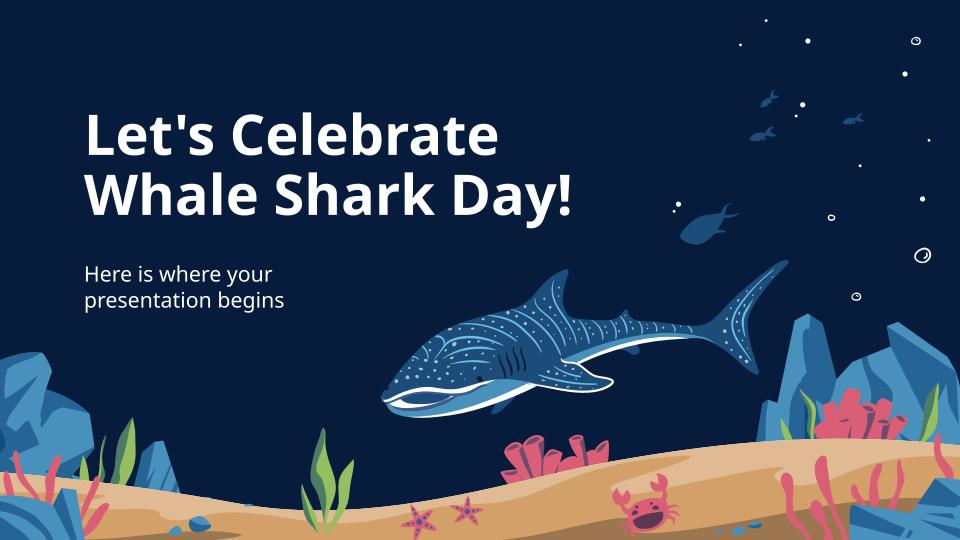 Let's Celebrate
Whale Shark Day!
Here is where your
presentation begins